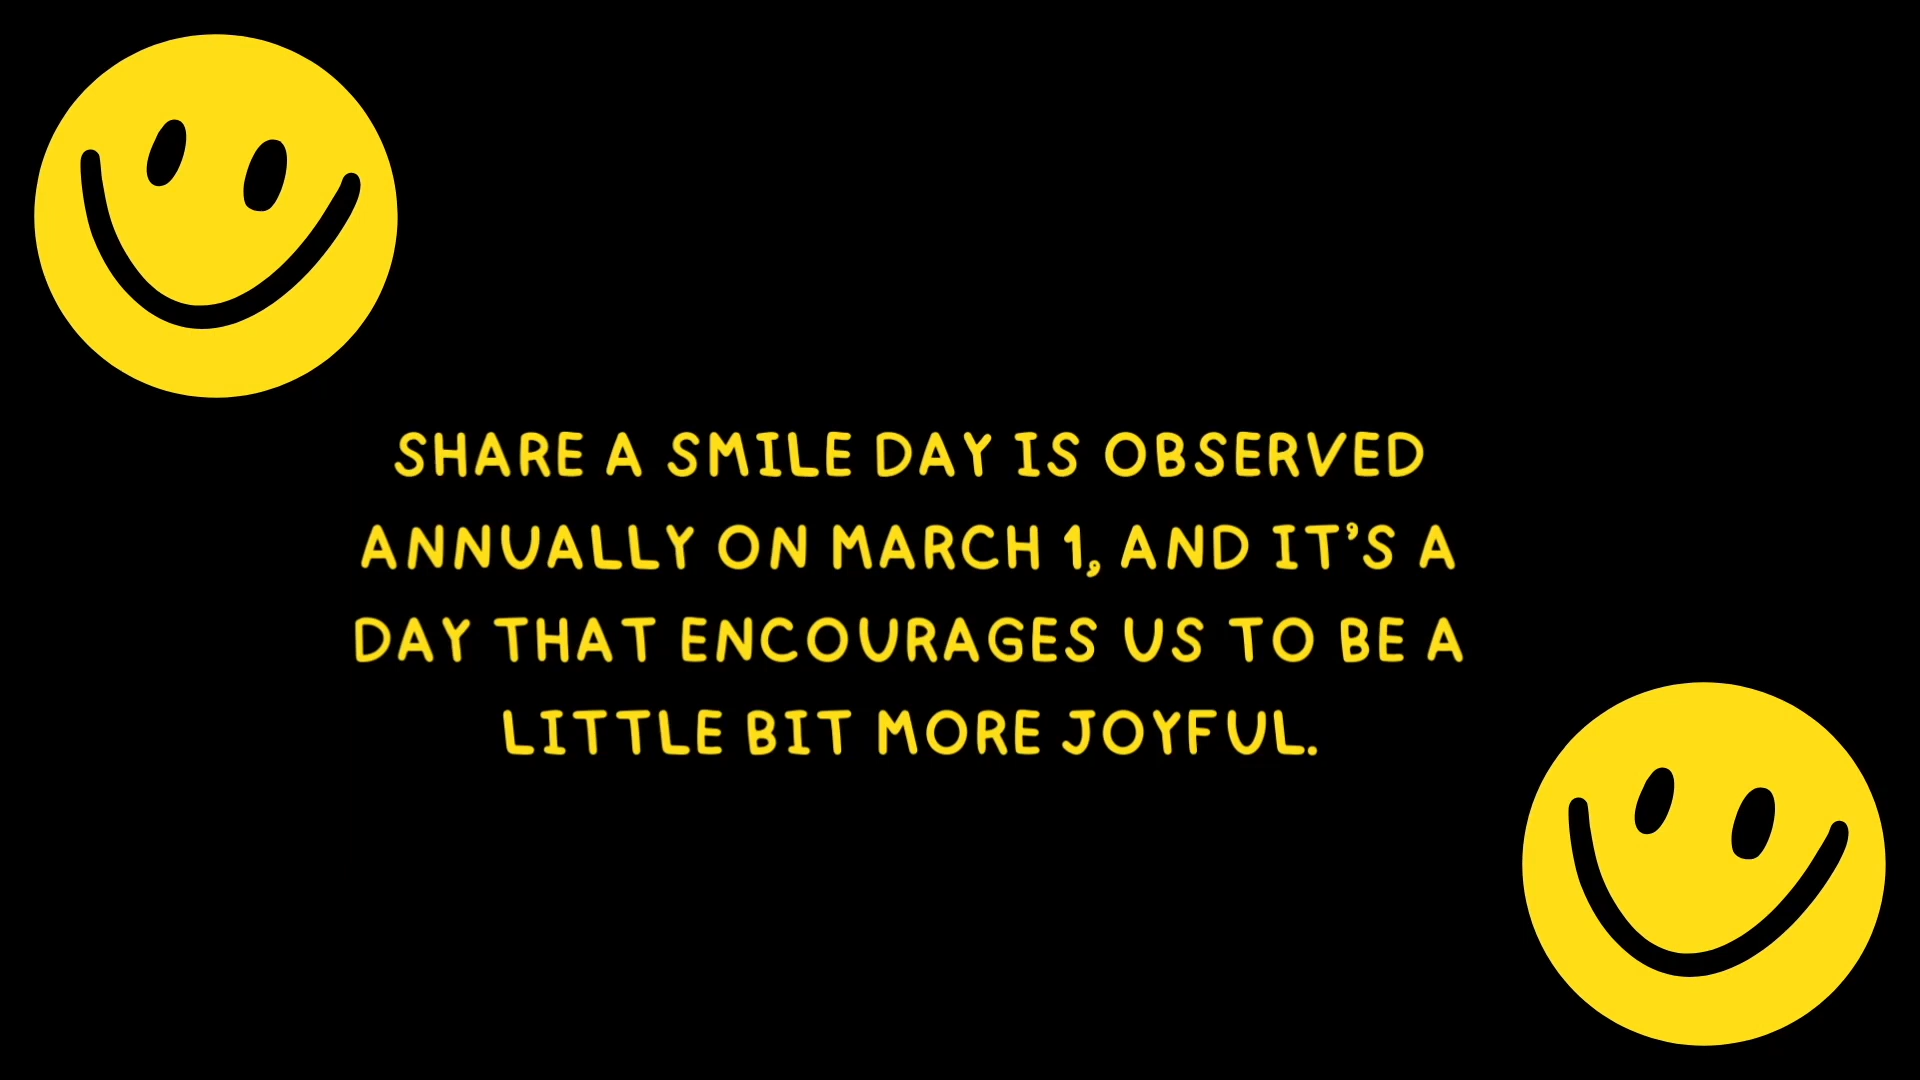 SHARE A SMILE DAY IS OBSERVED
ANNUALLY ON MARCH 1, AND IT’S A
DAY THAT ENCOURAGES US TO BE A
LITTLE BIT MORE JOYFUL.